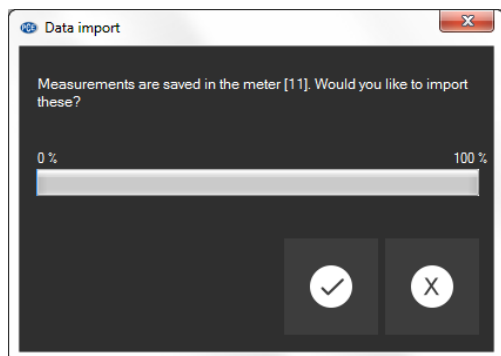 Data import
Measurements are saved in the meter [11]. Would you like to import
these?
0 % 100 %
X